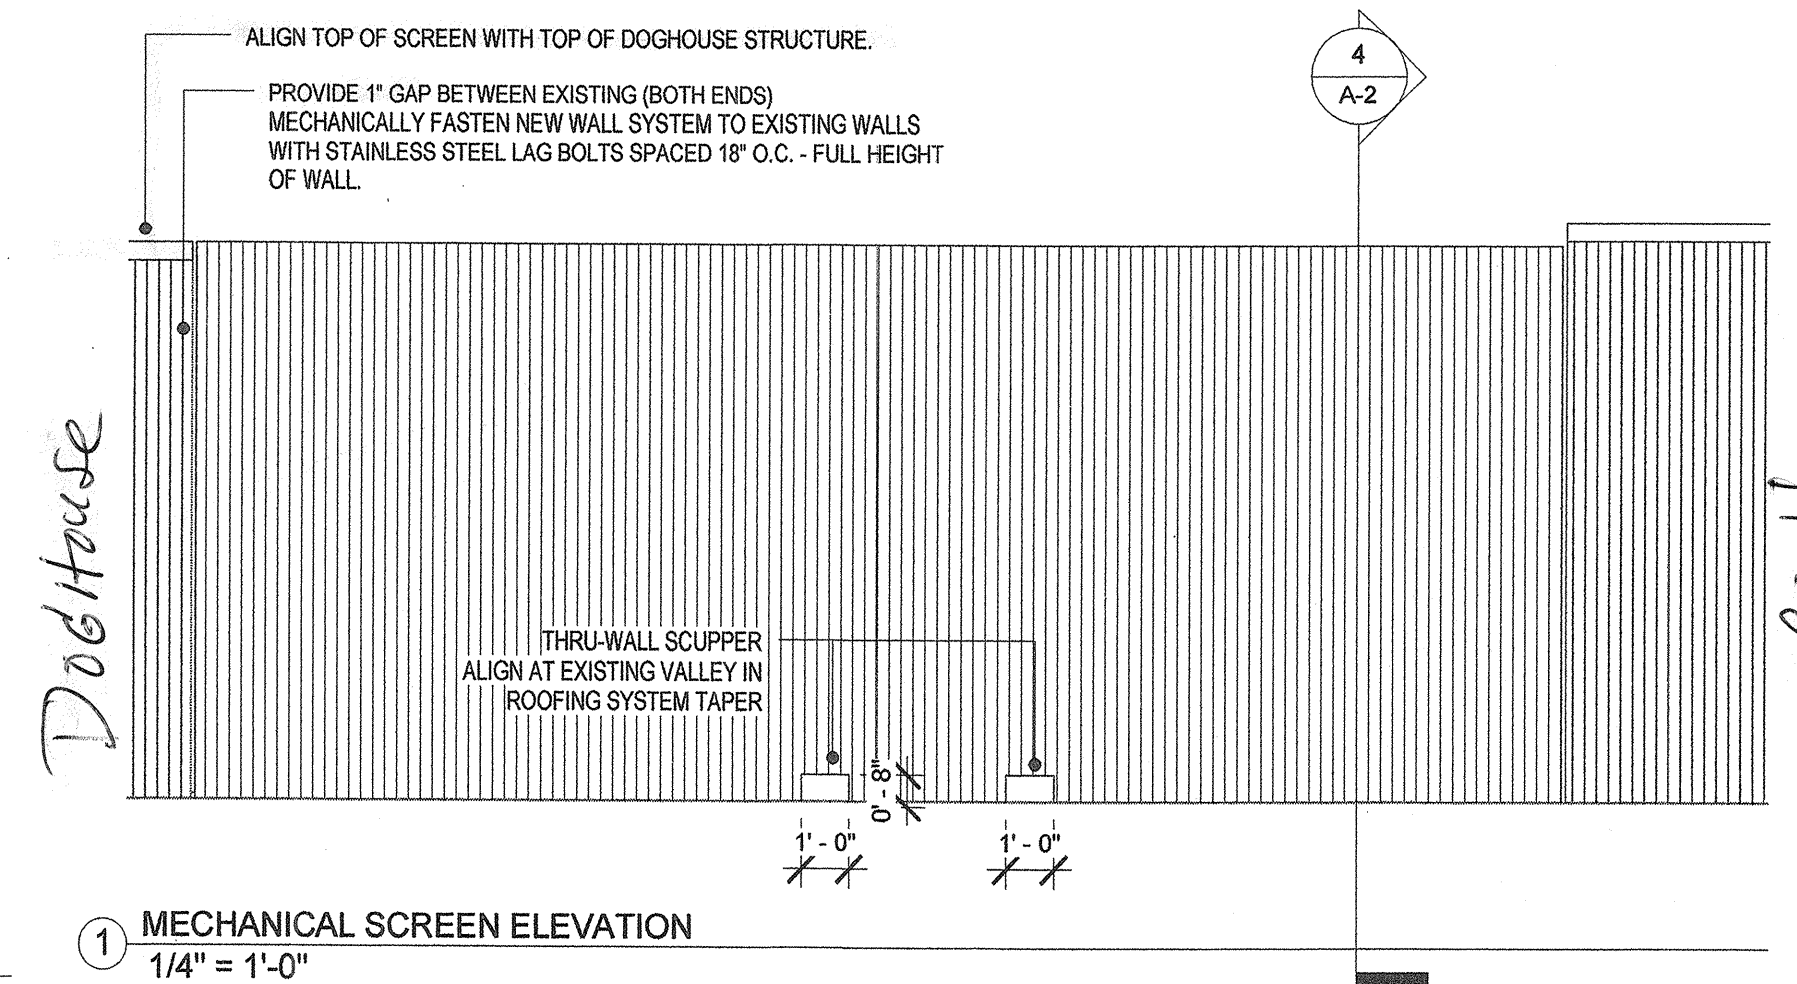 ALIGN TOP OF SCREEN WITH TOP OF DOGHOUSE STRUCTURE.
PROVIDE 1" GAP BETWEEN EXISTING (BOTH ENDS)
MECHANICALLY FASTEN NEW WALL SYSTEM TO EXISTING WALLS
WITH STAINLESS STEEL LAG BOLTS SPACED 18" O.C. - FULL HEIGHT
OF WALL.
4
A-2
DogHouse
THRU-WALL SCUPPER
ALIGN AT EXISTING VALLEY IN
ROOFING SYSTEM TAPER
0' - 8"
1' - 0"
1' - 0"
1
MECHANICAL SCREEN ELEVATION
1/4" = 1'-0"